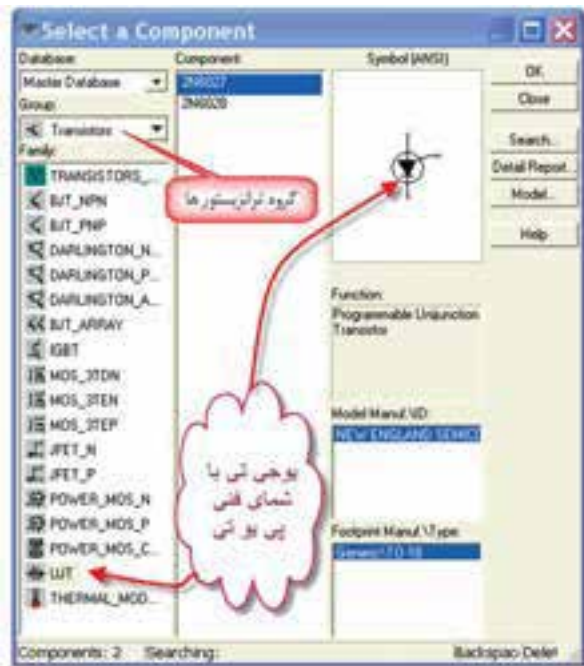 Select a Component
Database:
Master Database
Group:
Transistors
Family:
TRANSISTORS_...
BJT_NPN
BJT_PNP
DARLINGTON_N...
DARLINGTON_P...
DARLINGTON_A...
BJT_ARRAY
IGBT
MOS_3TDN
MOS_3TEN
MOS_3TEP
JFET_N
JFET_P
POWER_MOS_N
POWER_MOS_P
POWER_MOS_C...
UJT
THERMAL_MOD...
Component:
2N6027
2N6028
Symbol (ANSI)
Function:
Programmable Unijunction
Transistor
Model Manuf.\ID:
NEW ENGLAND SEMICO
Footprint Manuf.\Type:
Generic\TO-18
OK
Close
Search...
Detail Report...
Model...
Help
گروه ترانزیستورها
یوجی تی با
شمای فنی
پی یو تی
Components: 2
Searching:
Backspac Delet